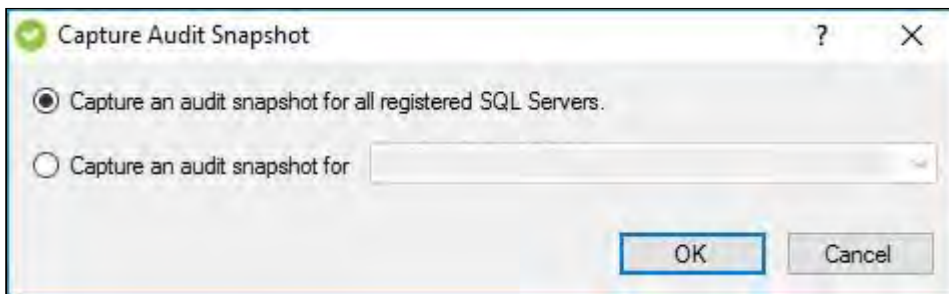 Capture Audit Snapshot ?
Capture an audit snapshot for all registered SQL Servers.
Capture an audit snapshot for
OK Cancel